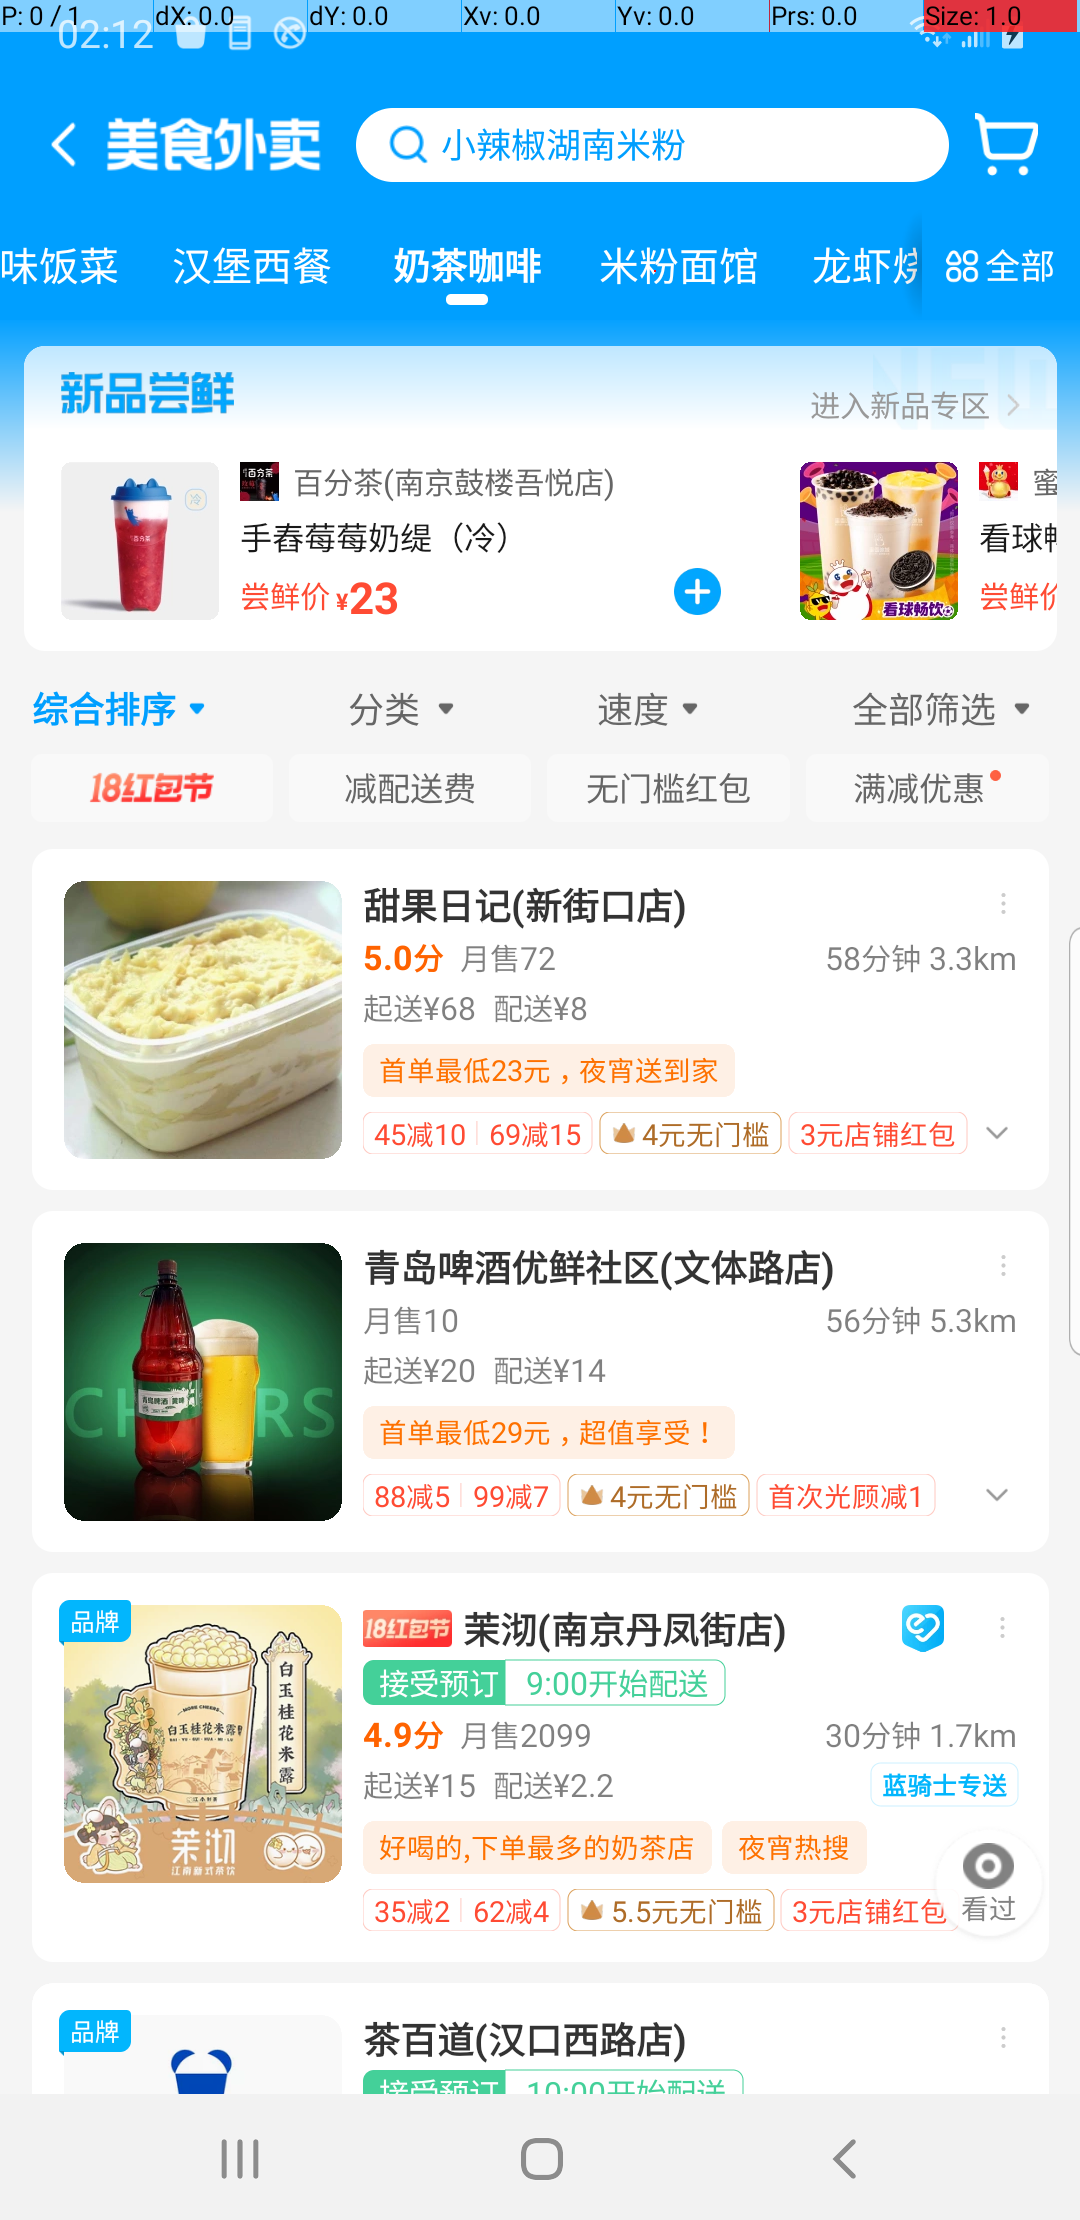 P: 0 / 1 dX: 0.0 dY: 0.0 Xv: 0.0 Yv: 0.0 Prs: 0.0 Size: 1.0
02:12
美食外卖 小辣椒湖南米粉
味饭菜 汉堡西餐 奶茶咖啡 米粉面馆 龙虾烧 全部
新品尝鲜
进入新品专区
百分茶(南京鼓楼吾悦店)
手舂莓莓奶缇（冷）
尝鲜价 ¥23
看球畅饮
蜜
看球畅
尝鲜价
综合排序 分类 速度 全部筛选
18红包节 减配送费 无门槛红包 满减优惠
甜果日记(新街口店)
5.0分 月售72 58分钟 3.3km
起送¥68 配送¥8
首单最低23元，夜宵送到家
45减10 69减15 4元无门槛 3元店铺红包
青岛啤酒优鲜社区(文体路店)
月售10 56分钟 5.3km
起送¥20 配送¥14
首单最低29元，超值享受！
88减5 99减7 4元无门槛 首次光顾减1
品牌
白玉桂花米露
白玉桂花米露
茉沏
江南新式茶饮
18红包节 茉沏(南京丹凤街店)
接受预订 9:00开始配送
4.9分 月售2099 30分钟 1.7km
起送¥15 配送¥2.2 蓝骑士专送
好喝的,下单最多的奶茶店 夜宵热搜
35减2 62减4 5.5元无门槛 3元店铺红包
看过
品牌
茶百道(汉口西路店)
接受预订 10:00开始配送